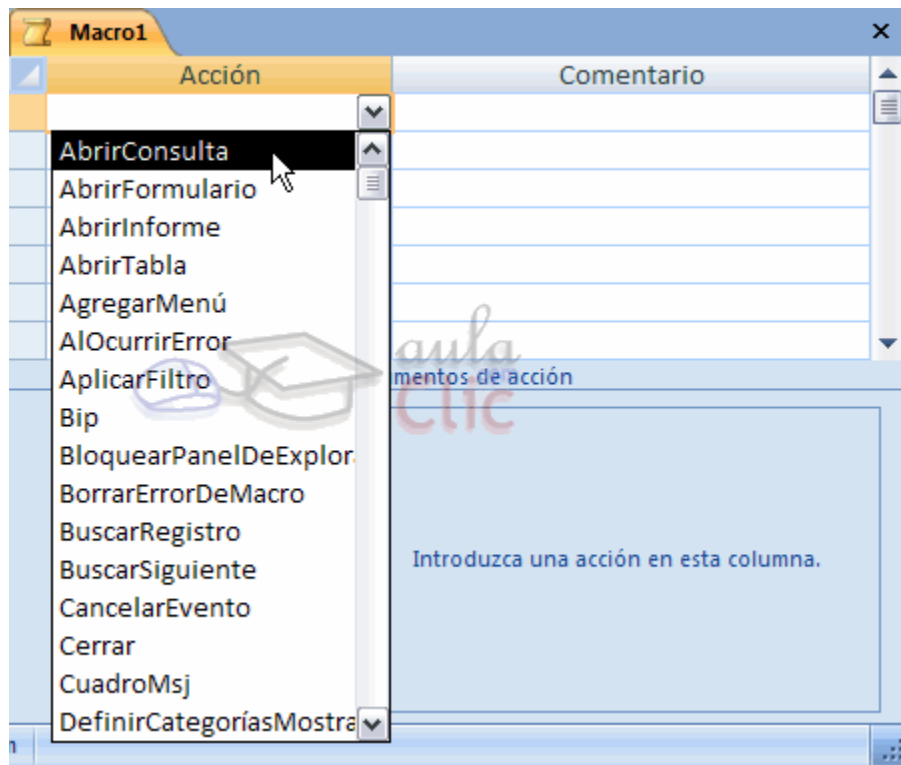 Macro1
Acción Comentario
AbrirConsulta
AbrirFormulario
AbrirInforme
AbrirTabla
AgregarMenú
AlOcurrirError
AplicarFiltro
Bip
BloquearPanelDeExplor
BorrarErrorDeMacro
BuscarRegistro
BuscarSiguiente
CancelarEvento
Cerrar
CuadroMsj
DefinirCategoríasMostra
aula
Clic
mentos de acción
Introduzca una acción en esta columna.